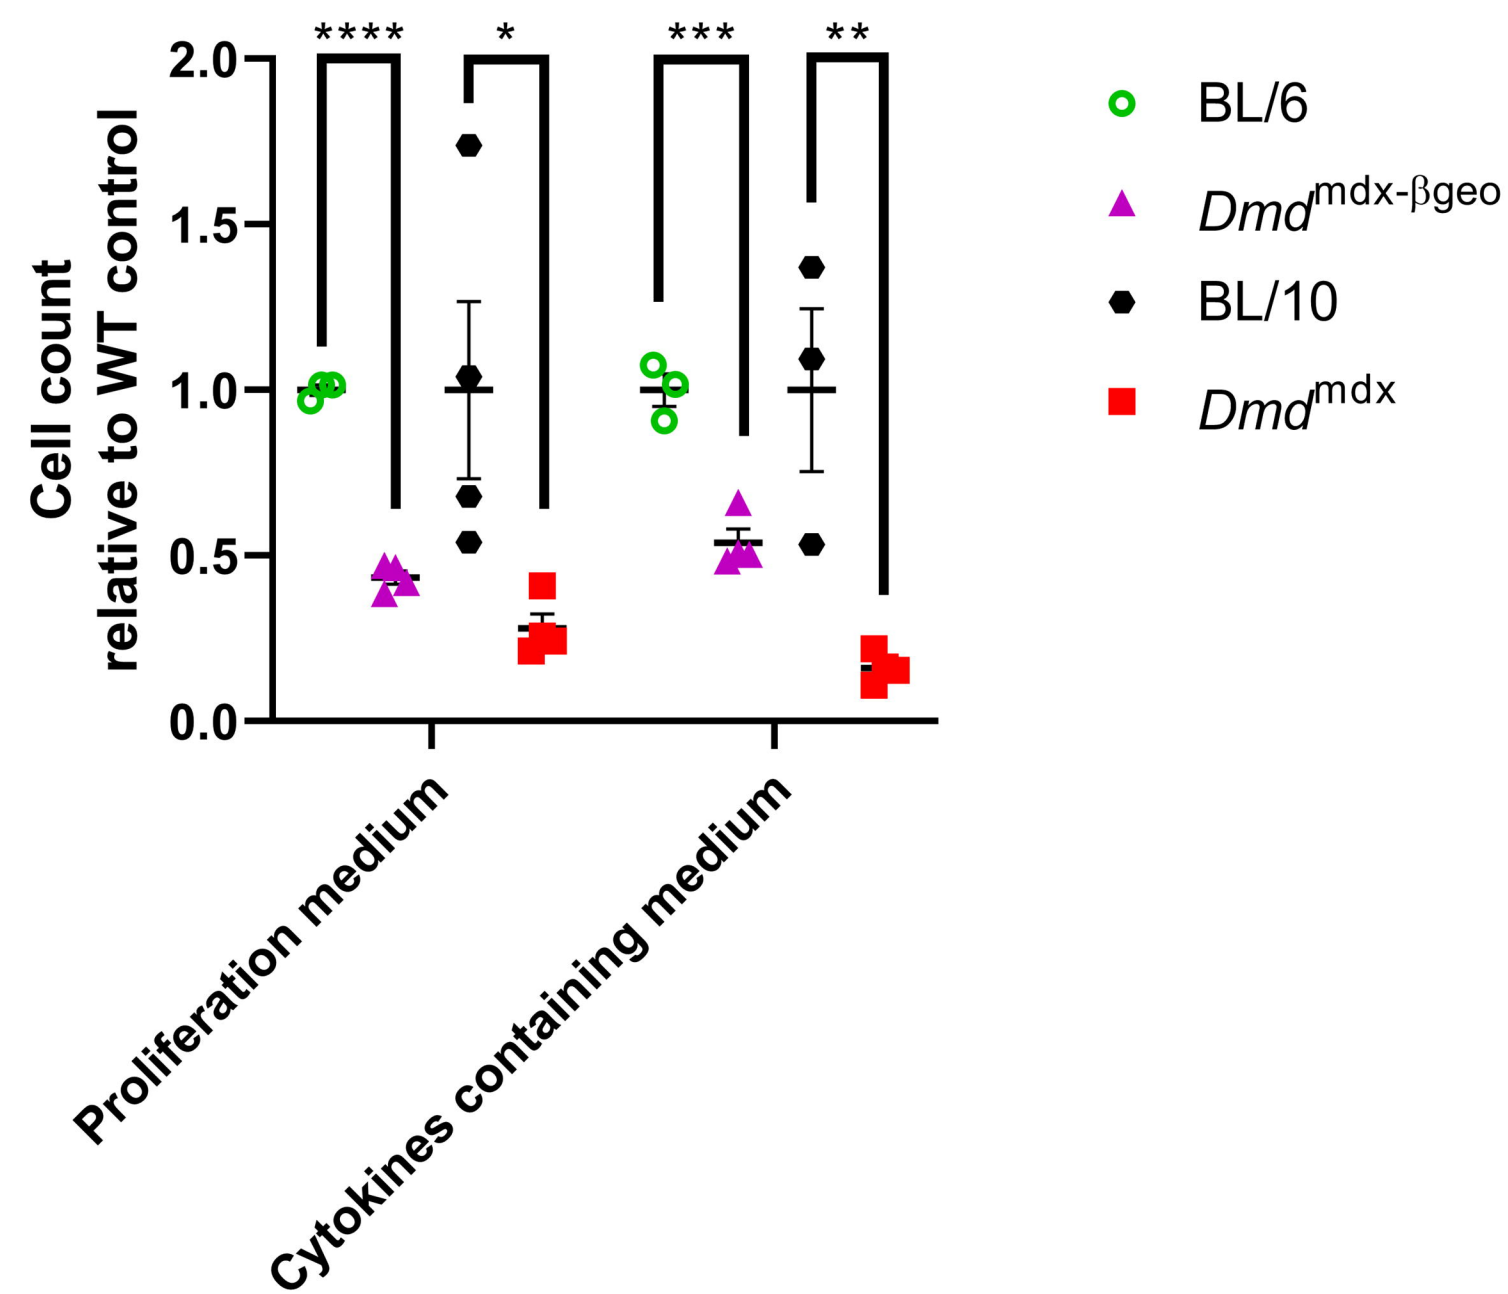 **** * *** **
2.0
1.5
1.0
0.5
0.0
Cell count
relative to WT control
Proliferation medium
Cytokines containing medium
BL/6
Dmdmdx-βgeo
BL/10
Dmdmdx